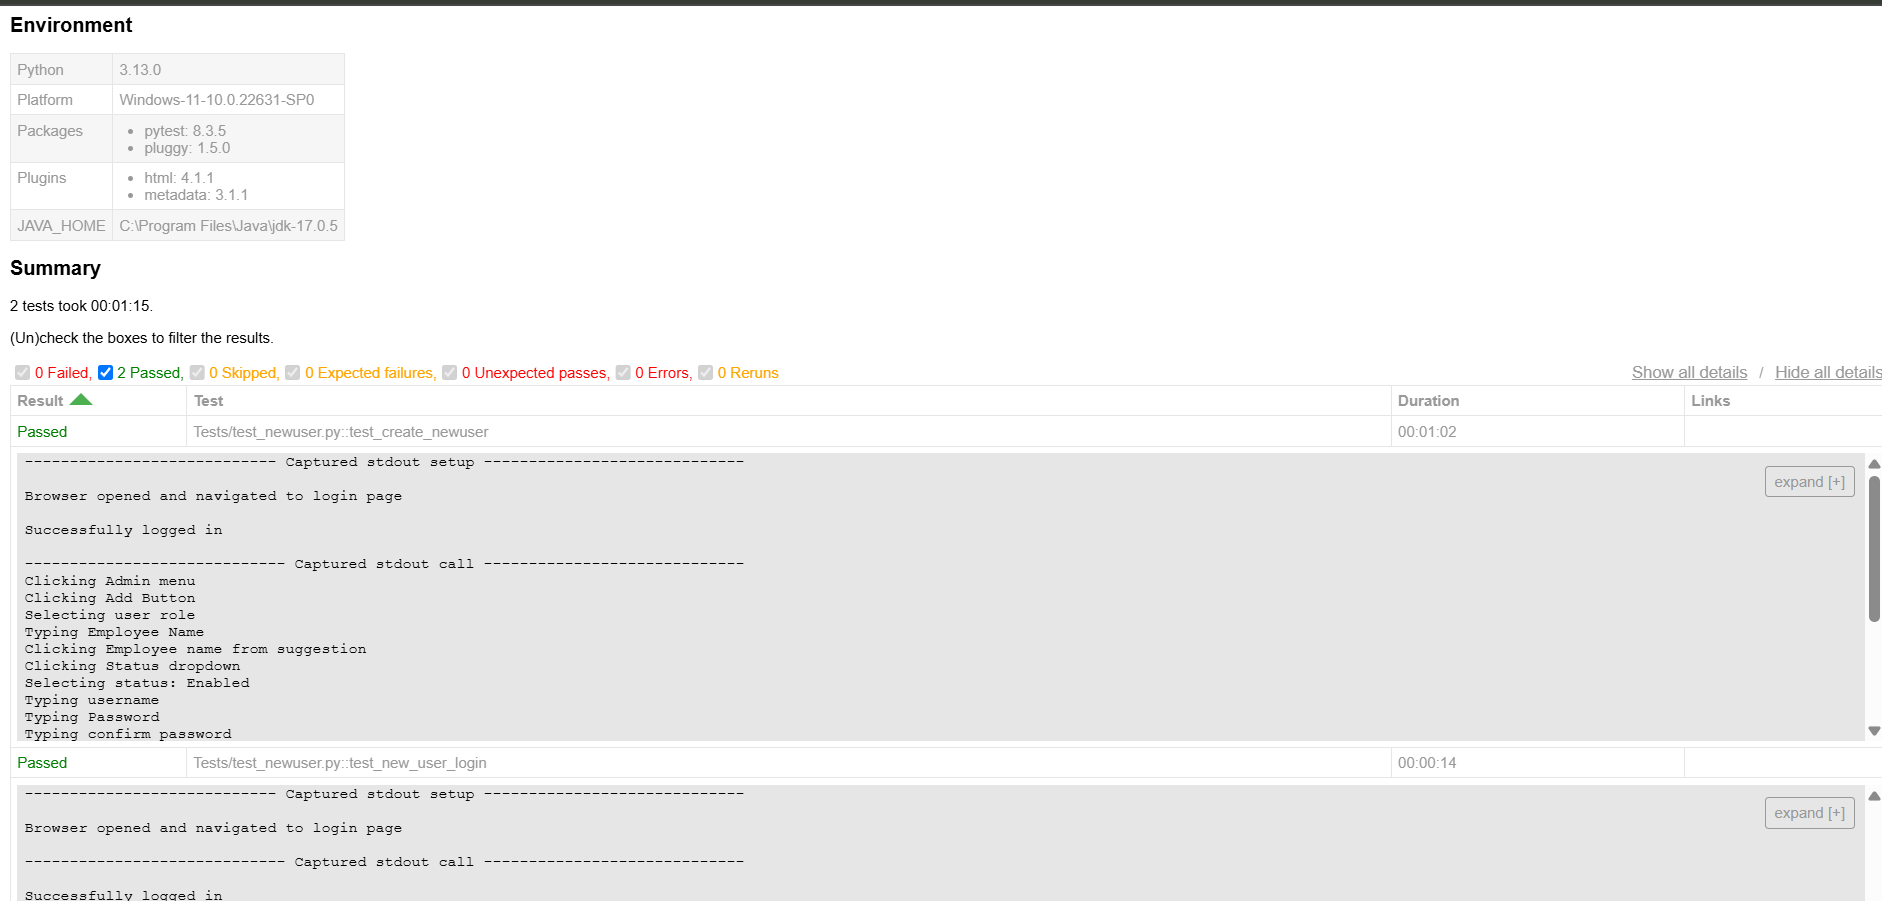 Environment
Python 3.13.0
Platform Windows-11-10.0.22631-SP0
Packages
pytest: 8.3.5
pluggy: 1.5.0
Plugins
html: 4.1.1
metadata: 3.1.1
JAVA_HOME C:\Program Files\Java\jdk-17.0.5
Summary
2 tests took 00:01:15.
(Un)check the boxes to filter the results.
0 Failed, 2 Passed, 0 Skipped, 0 Expected failures, 0 Unexpected passes, 0 Errors, 0 Reruns Show all details / Hide all details
Result Test Duration Links
Passed Tests/test_newuser.py::test_create_newuser 00:01:02
---------------------------- Captured stdout setup -----------------------------
expand [+]
Browser opened and navigated to login page
Successfully logged in
----------------------------- Captured stdout call -----------------------------
Clicking Admin menu
Clicking Add Button
Selecting user role
Typing Employee Name
Clicking Employee name from suggestion
Clicking Status dropdown
Selecting status: Enabled
Typing username
Typing Password
Typing confirm password
Passed Tests/test_newuser.py::test_new_user_login 00:00:14
---------------------------- Captured stdout setup -----------------------------
expand [+]
Browser opened and navigated to login page
----------------------------- Captured stdout call -----------------------------
Successfully logged in